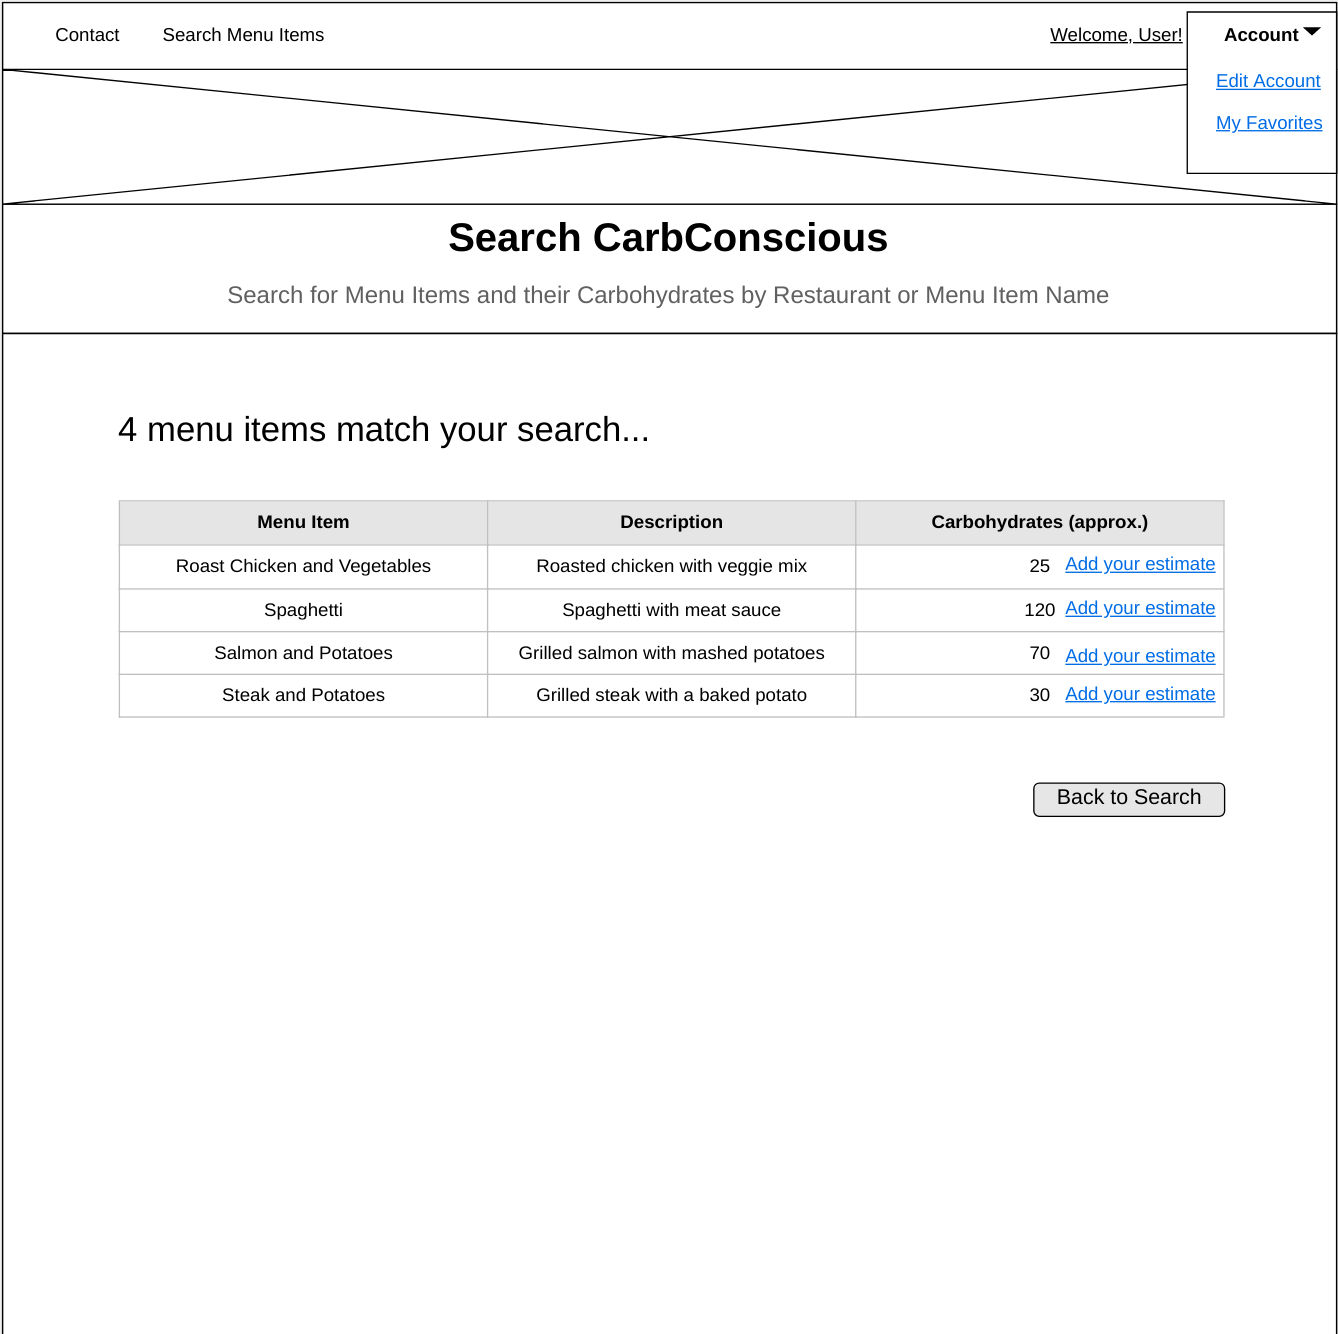 Contact Search Menu Items Welcome, User! Account
Edit Account
My Favorites
Search CarbConscious
Search for Menu Items and their Carbohydrates by Restaurant or Menu Item Name
4 menu items match your search...
Menu Item Description Carbohydrates (approx.)
Roast Chicken and Vegetables Roasted chicken with veggie mix 25 Add your estimate
Spaghetti Spaghetti with meat sauce 120 Add your estimate
Salmon and Potatoes Grilled salmon with mashed potatoes 70 Add your estimate
Steak and Potatoes Grilled steak with a baked potato 30 Add your estimate
Back to Search